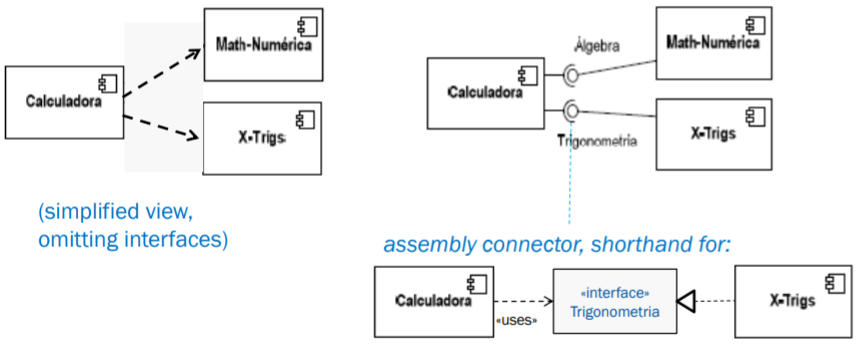 Math-Numérica
Calculadora
X-Trigs
(simplified view,
omitting interfaces)
Álgebra
Math-Numérica
Calculadora
Trigonometria
X-Trigs
assembly connector, shorthand for:
Calculadora
«uses»
«interface»
Trigonometria
X-Trigs